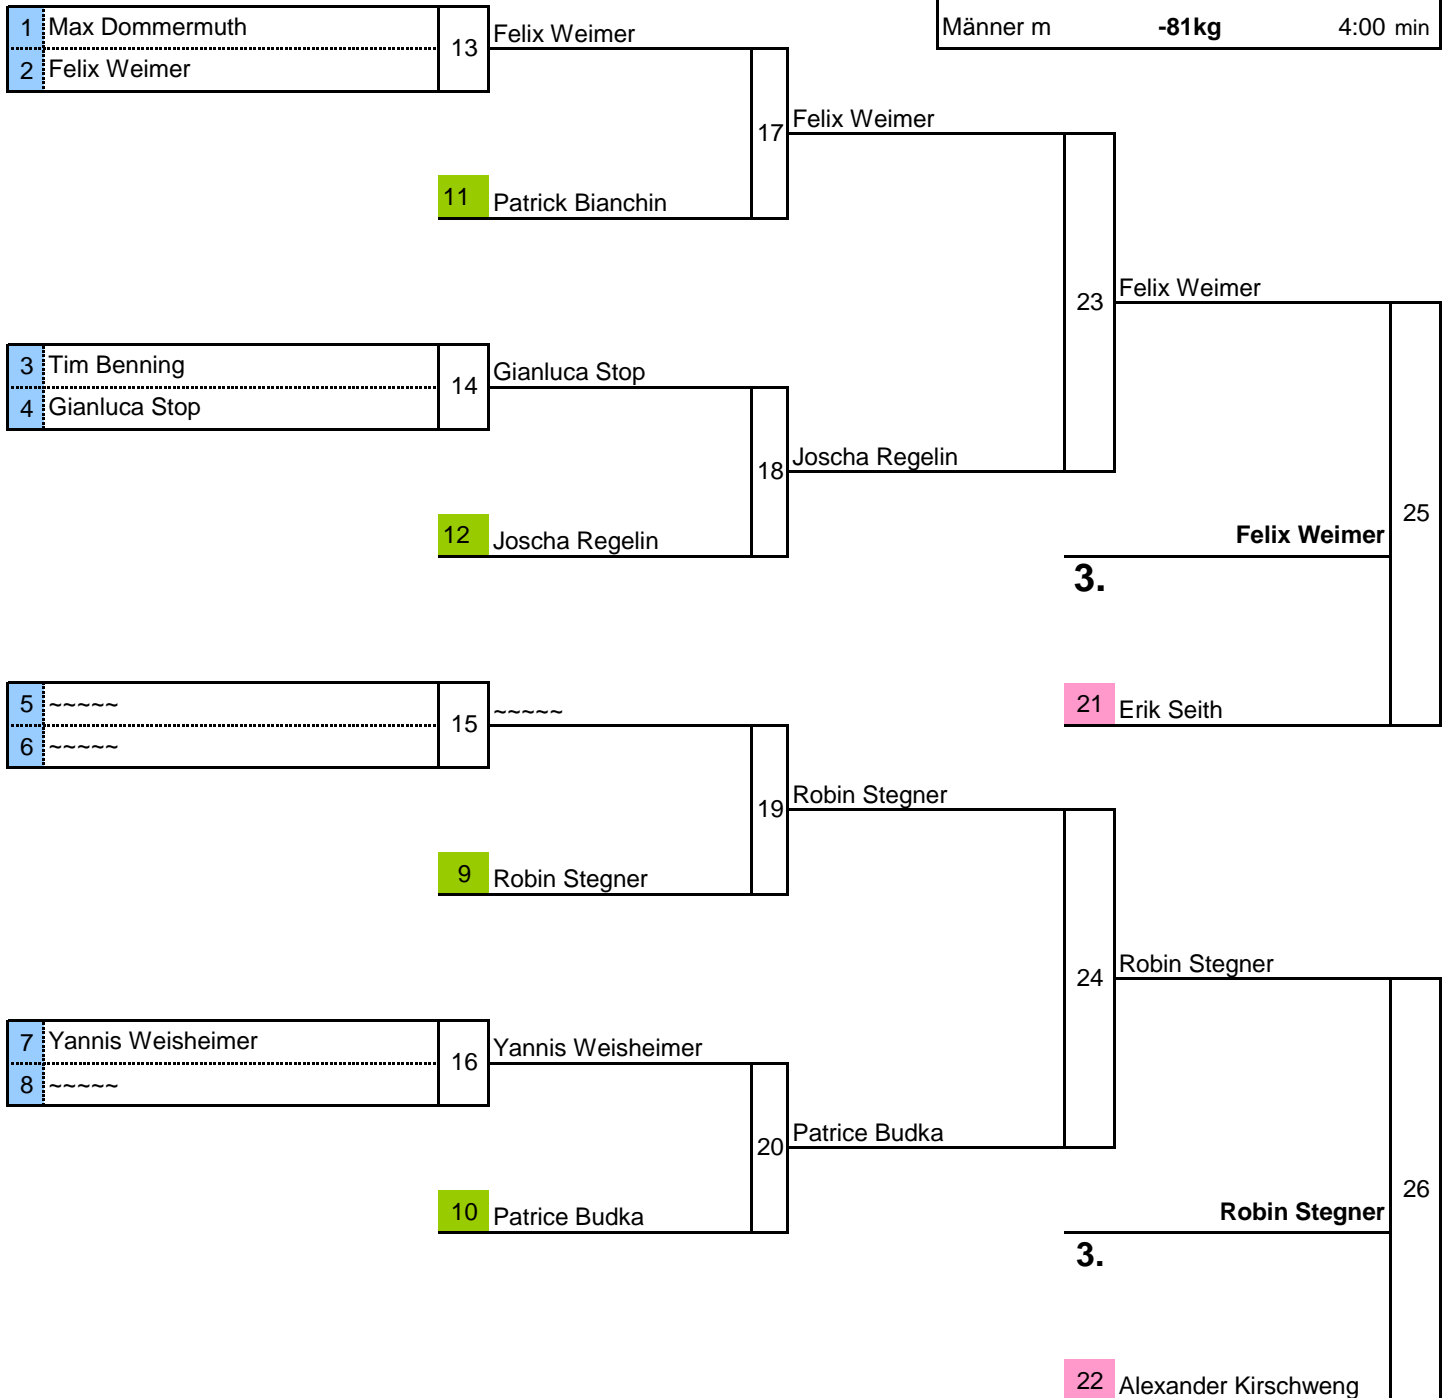 1 Max Dommermuth 13 Felix Weimer Männer m -81kg 4:00 min
2 Felix Weimer
17 Felix Weimer
11 Patrick Bianchin
23 Felix Weimer
3 Tim Benning 14 Gianluca Stop
4 Gianluca Stop
18 Joscha Regelin
12 Joscha Regelin
Felix Weimer 25
3.
5 ~~~~~ 15 ~~~~~
6 ~~~~~
21 Erik Seith
19 Robin Stegner
9 Robin Stegner
24 Robin Stegner
7 Yannis Weisheimer 16 Yannis Weisheimer
8 ~~~~~
20 Patrice Budka
10 Patrice Budka
Robin Stegner 26
3.
22 Alexander Kirschweng